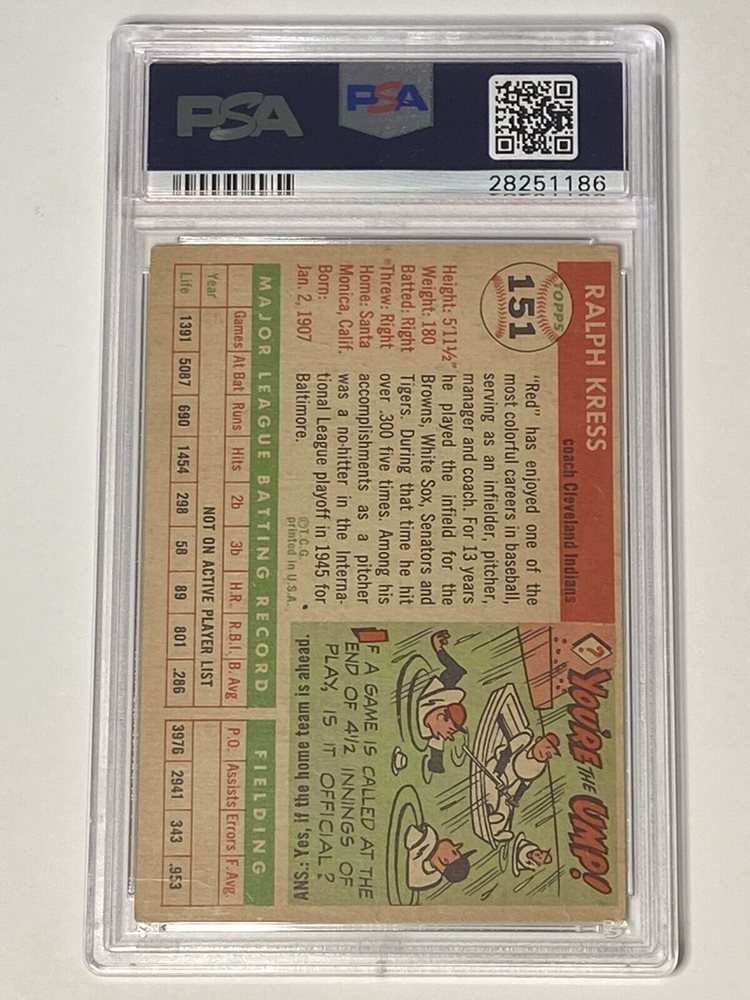 PSA
PSA
28251186
RALPH KRESS
coach Cleveland Indians
TOPPS
151
Height: 5'11½"
Weight: 180
Batted: Right
Threw: Right
Home: Santa
Monica, Calif.
Born:
Jan. 2, 1907
"Red" has enjoyed one of the
most colorful careers in baseball,
serving as an infielder, pitcher,
manager and coach. For 13 years
he played the infield for the
Browns, White Sox, Senators and
Tigers. During that time he hit
over .300 five times. Among his
accomplishments as a pitcher
was a no-hitter in the Interna-
tional League playoff in 1945 for
Baltimore.
©T.C.G.
printed in U.S.A.
? YOU'RE THE UMP!
IF A GAME IS CALLED AT THE
END OF 4½ INNINGS OF
PLAY, IS IT OFFICIAL?
ANS.: Yes, if the home team is ahead.
MAJOR LEAGUE BATTING RECORD FIELDING
Year Games At Bat Runs Hits 2b 3b H.R. R.B.I. B. Avg P.O. Assists Errors F. Avg.
NOT ON ACTIVE PLAYER LIST
Life 1391 5087 690 1454 298 58 89 801 .286 3976 2941 343 .953